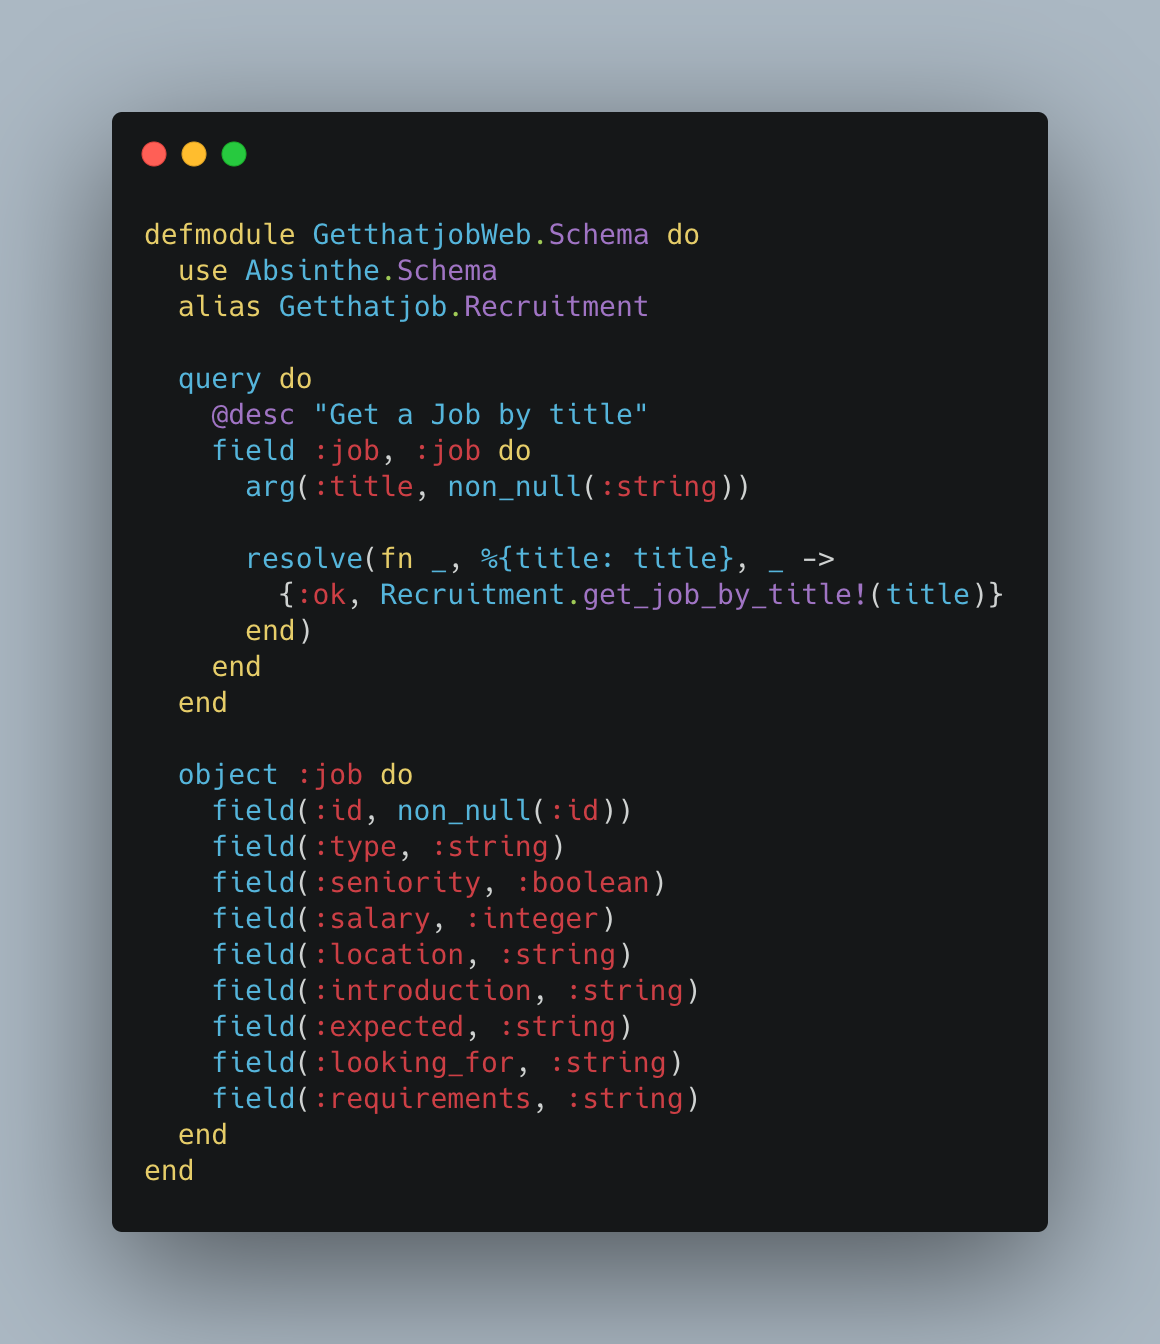 defmodule GetthatjobWeb.Schema do
  use Absinthe.Schema
  alias Getthatjob.Recruitment

  query do
    @desc "Get a Job by title"
    field :job, :job do
      arg(:title, non_null(:string))

      resolve(fn _, %{title: title}, _ ->
        {:ok, Recruitment.get_job_by_title!(title)}
      end)
    end
  end

  object :job do
    field(:id, non_null(:id))
    field(:type, :string)
    field(:seniority, :boolean)
    field(:salary, :integer)
    field(:location, :string)
    field(:introduction, :string)
    field(:expected, :string)
    field(:looking_for, :string)
    field(:requirements, :string)
  end
end